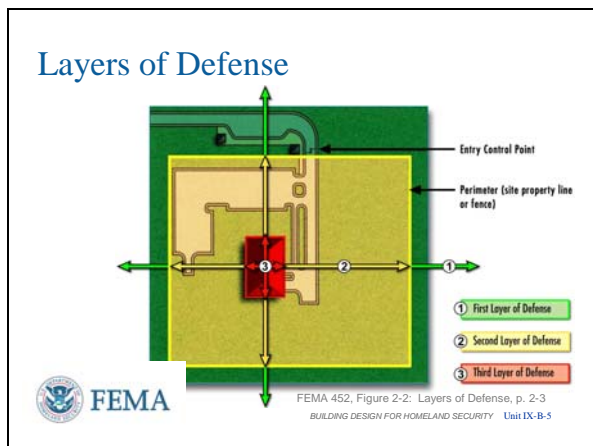 Layers of Defense
Entry Control Point
Perimeter (site property line
or fence)
3
2
1
1 First Layer of Defense
2 Second Layer of Defense
3 Third Layer of Defense
FEMA
FEMA 452, Figure 2-2: Layers of Defense, p. 2-3
BUILDING DESIGN FOR HOMELAND SECURITY Unit IX-B-5